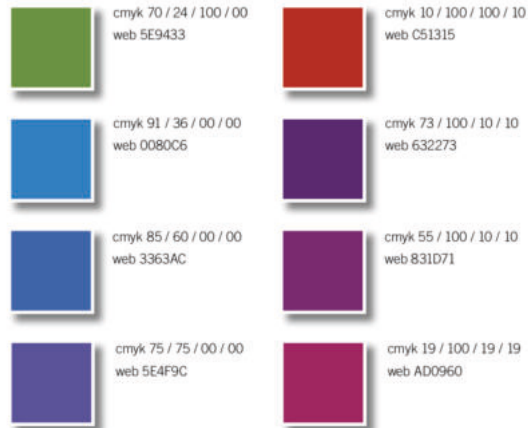 cmyk 70 / 24 / 100 / 00
web 5E9433
cmyk 10 / 100 / 100 / 10
web C51315
cmyk 91 / 36 / 00 / 00
web 0080C6
cmyk 73 / 100 / 10 / 10
web 632273
cmyk 85 / 60 / 00 / 00
web 3363AC
cmyk 55 / 100 / 10 / 10
web 831D71
cmyk 75 / 75 / 00 / 00
web 5E4F9C
cmyk 19 / 100 / 19 / 19
web AD0960